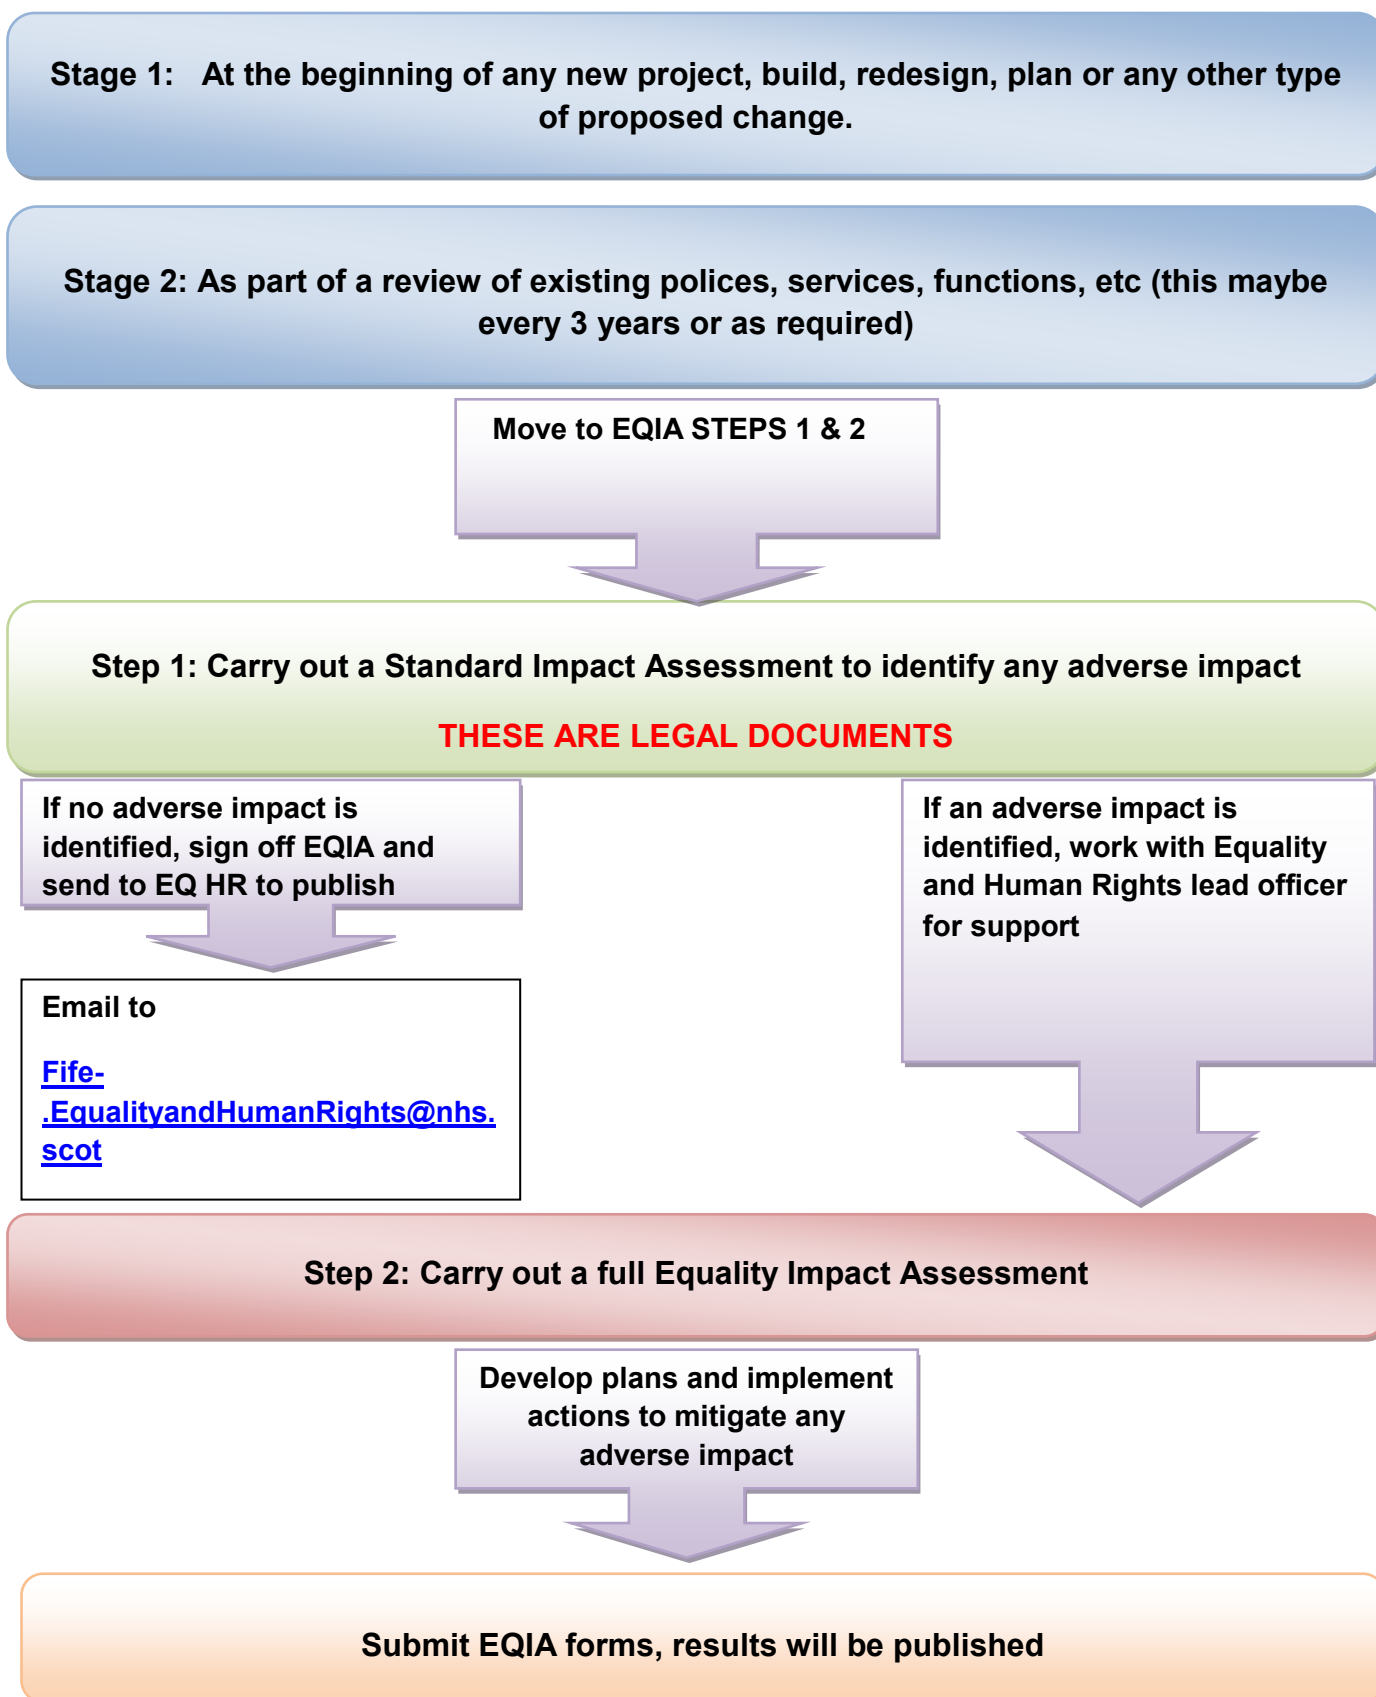 Stage 1: At the beginning of any new project, build, redesign, plan or any other type
of proposed change.
Stage 2: As part of a review of existing polices, services, functions, etc (this maybe
every 3 years or as required)
Move to EQIA STEPS 1 & 2
Step 1: Carry out a Standard Impact Assessment to identify any adverse impact
THESE ARE LEGAL DOCUMENTS
If no adverse impact is
identified, sign off EQIA and
send to EQ HR to publish
If an adverse impact is
identified, work with Equality
and Human Rights lead officer
for support
Email to
Fife-
.EqualityandHumanRights@nhs.
scot
Step 2: Carry out a full Equality Impact Assessment
Develop plans and implement
actions to mitigate any
adverse impact
Submit EQIA forms, results will be published